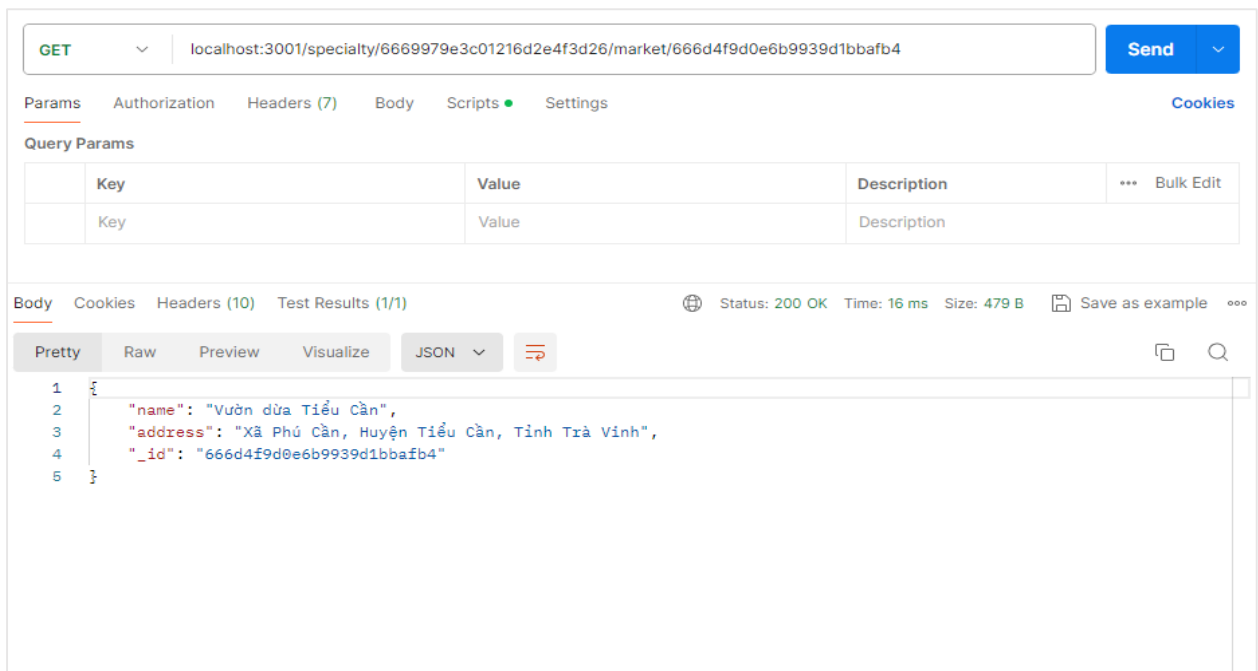 GET localhost:3001/specialty/6669979e3c01216d2e4f3d26/market/666d4f9d0e6b9939d1bbafb4 Send
Params Authorization Headers (7) Body Scripts Settings Cookies
Query Params
Key Value Description Bulk Edit
Key Value Description
Body Cookies Headers (10) Test Results (1/1) Status: 200 OK Time: 16 ms Size: 479 B Save as example
Pretty Raw Preview Visualize JSON
1 {
2 "name": "Vườn dừa Tiểu Cần",
3 "address": "Xã Phú Cần, Huyện Tiểu Cần, Tỉnh Trà Vinh",
4 "_id": "666d4f9d0e6b9939d1bbafb4"
5 }